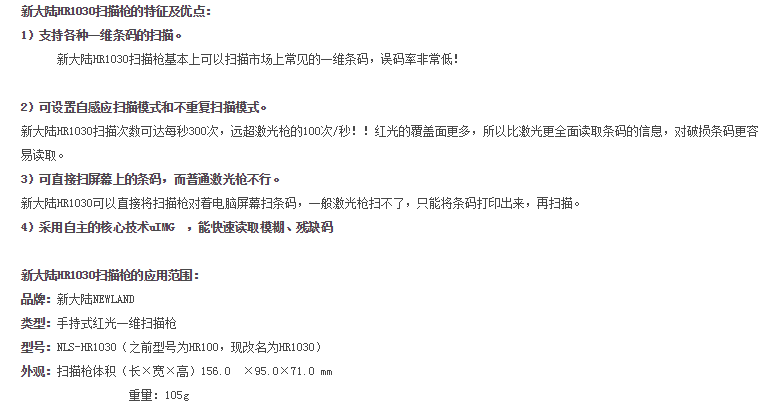 新大陆HR1030扫描枪的特征及优点：
1）支持各种一维条码的扫描。
新大陆HR1030扫描枪基本上可以扫描市场上常见的一维条码，误码率非常低！
2）可设置自感应扫描模式和不重复扫描模式。
新大陆HR1030扫描次数可达每秒300次，远超激光枪的100次/秒！！红光的覆盖面更多，所以比激光更全面读取条码的信息，对破损条码更容
易读取。
3）可直接扫屏幕上的条码，而普通激光枪不行。
新大陆HR1030可以直接将扫描枪对着电脑屏幕扫条码，一般激光枪扫不了，只能将条码打印出来，再扫描。
4）采用自主的核心技术uIMG ，能快速读取模糊、残缺码
新大陆HR1030扫描枪的应用范围：
品牌：新大陆NEWLAND
类型：手持式红光一维扫描枪
型号：NLS-HR1030（之前型号为HR100，现改名为HR1030）
外观：扫描枪体积（长×宽×高）156.0 ×95.0×71.0 mm
重量：105g